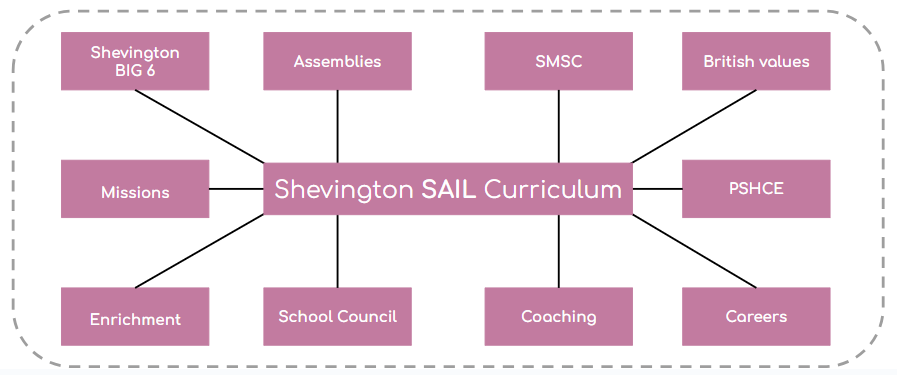 Shevington
BIG 6
Assemblies
SMSC
British values
Missions
Shevington SAIL Curriculum
PSHCE
Enrichment
School Council
Coaching
Careers